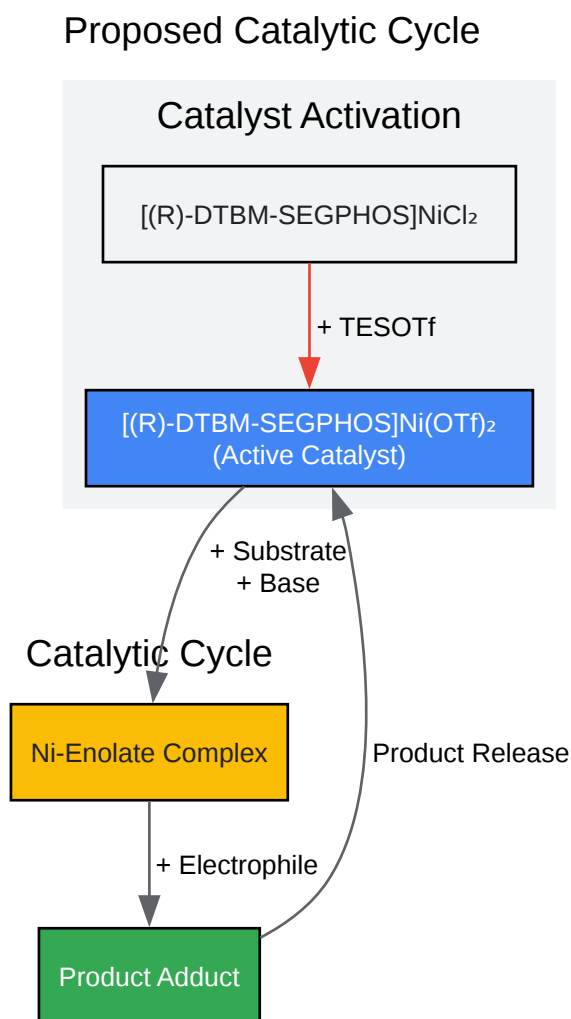 Proposed Catalytic Cycle
Catalyst Activation
[(R)-DTBM-SEGPHOS]NiCl₂
+ TESOTf
[(R)-DTBM-SEGPHOS]Ni(OTf)₂
(Active Catalyst)
+ Substrate
+ Base
Catalytic Cycle
Ni-Enolate Complex
Product Release
+ Electrophile
Product Adduct